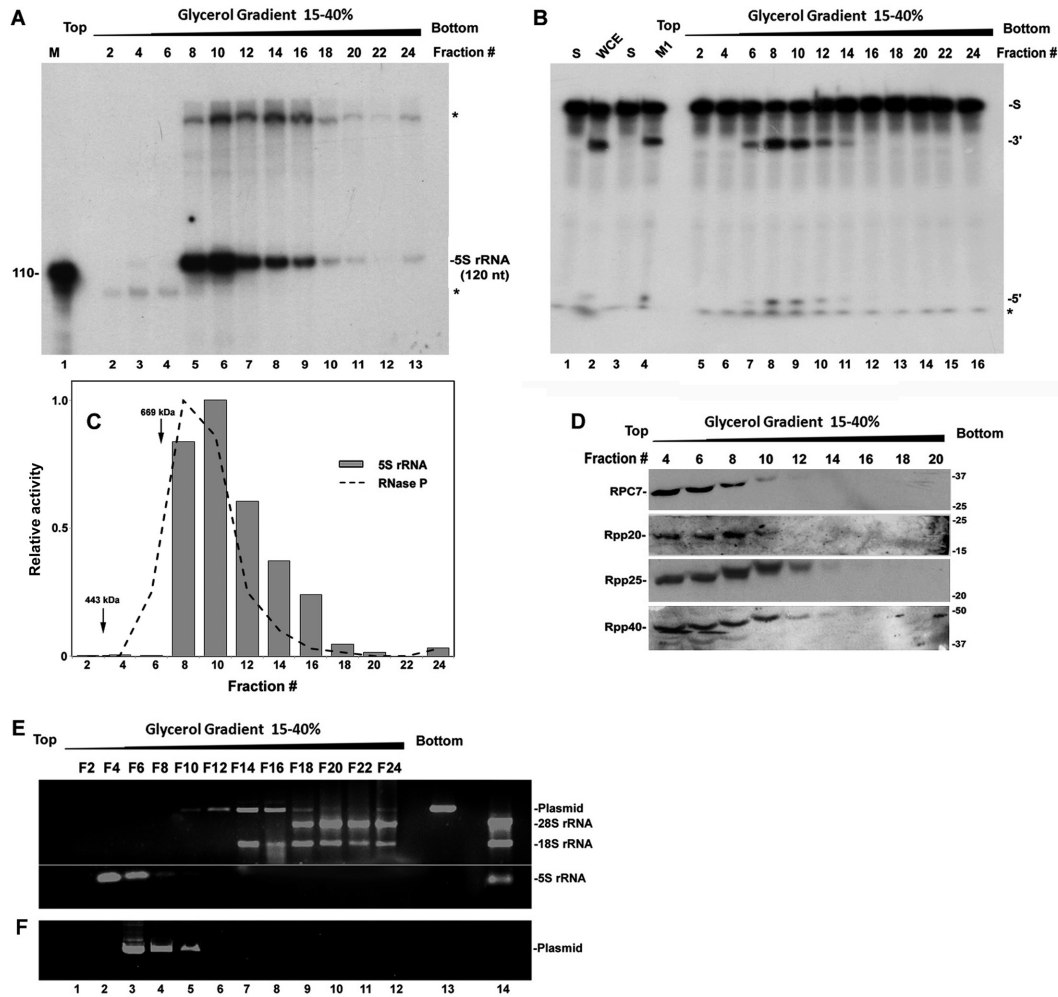 A
Glycerol Gradient 15-40%
Top
Bottom
M 2 4 6 8 10 12 14 16 18 20 22 24 Fraction #
*
110-
-5S rRNA
(120 nt)
*
1 2 3 4 5 6 7 8 9 10 11 12 13
B
Glycerol Gradient 15-40%
Top
Bottom
S WCE S M1 2 4 6 8 10 12 14 16 18 20 22 24 Fraction #
-S
-3'
-5'
*
1 2 3 4 5 6 7 8 9 10 11 12 13 14 15 16
C
1.0
669 kDa
5S rRNA
RNase P
0.5
Relative activity
443 kDa
0
2 4 6 8 10 12 14 16 18 20 22 24
Fraction #
D
Glycerol Gradient 15-40%
Top
Bottom
Fraction # 4 6 8 10 12 14 16 18 20
RPC7-
-37
-25
Rpp20-
-25
-15
Rpp25-
-20
Rpp40-
-50
-37
E
Glycerol Gradient 15-40%
Top
Bottom
F2 F4 F6 F8 F10 F12 F14 F16 F18 F20 F22 F24
-Plasmid
-28S rRNA
-18S rRNA
-5S rRNA
F
-Plasmid
1 2 3 4 5 6 7 8 9 10 11 12 13 14